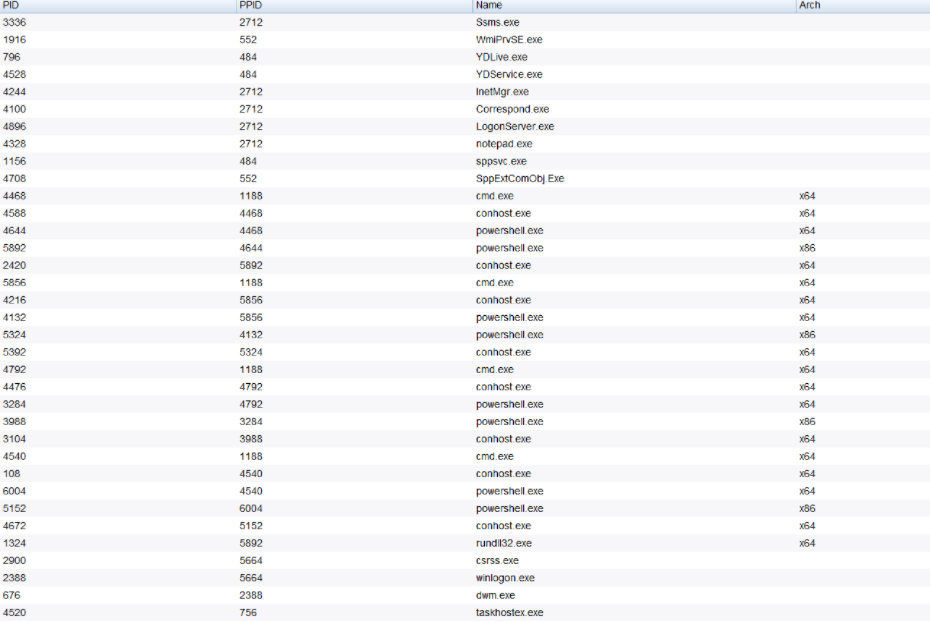 PID PPID Name Arch
3336 2712 Ssms.exe
1916 552 WmiPrvSE.exe
796 484 YDLive.exe
4528 484 YDService.exe
4244 2712 InetMgr.exe
4100 2712 Correspond.exe
4896 2712 LogonServer.exe
4328 2712 notepad.exe
1156 484 sppsvc.exe
4708 552 SppExtComObj.Exe
4468 1188 cmd.exe x64
4588 4468 conhost.exe x64
4644 4468 powershell.exe x64
5892 4644 powershell.exe x86
2420 5892 conhost.exe x64
5856 1188 cmd.exe x64
4216 5856 conhost.exe x64
4132 5856 powershell.exe x64
5324 4132 powershell.exe x86
5392 5324 conhost.exe x64
4792 1188 cmd.exe x64
4476 4792 conhost.exe x64
3284 4792 powershell.exe x64
3988 3284 powershell.exe x86
3104 3988 conhost.exe x64
4540 1188 cmd.exe x64
108 4540 conhost.exe x64
6004 4540 powershell.exe x64
5152 6004 powershell.exe x86
4672 5152 conhost.exe x64
1324 5892 rundll32.exe x64
2900 5664 csrss.exe
2388 5664 winlogon.exe
676 2388 dwm.exe
4520 756 taskhostex.exe